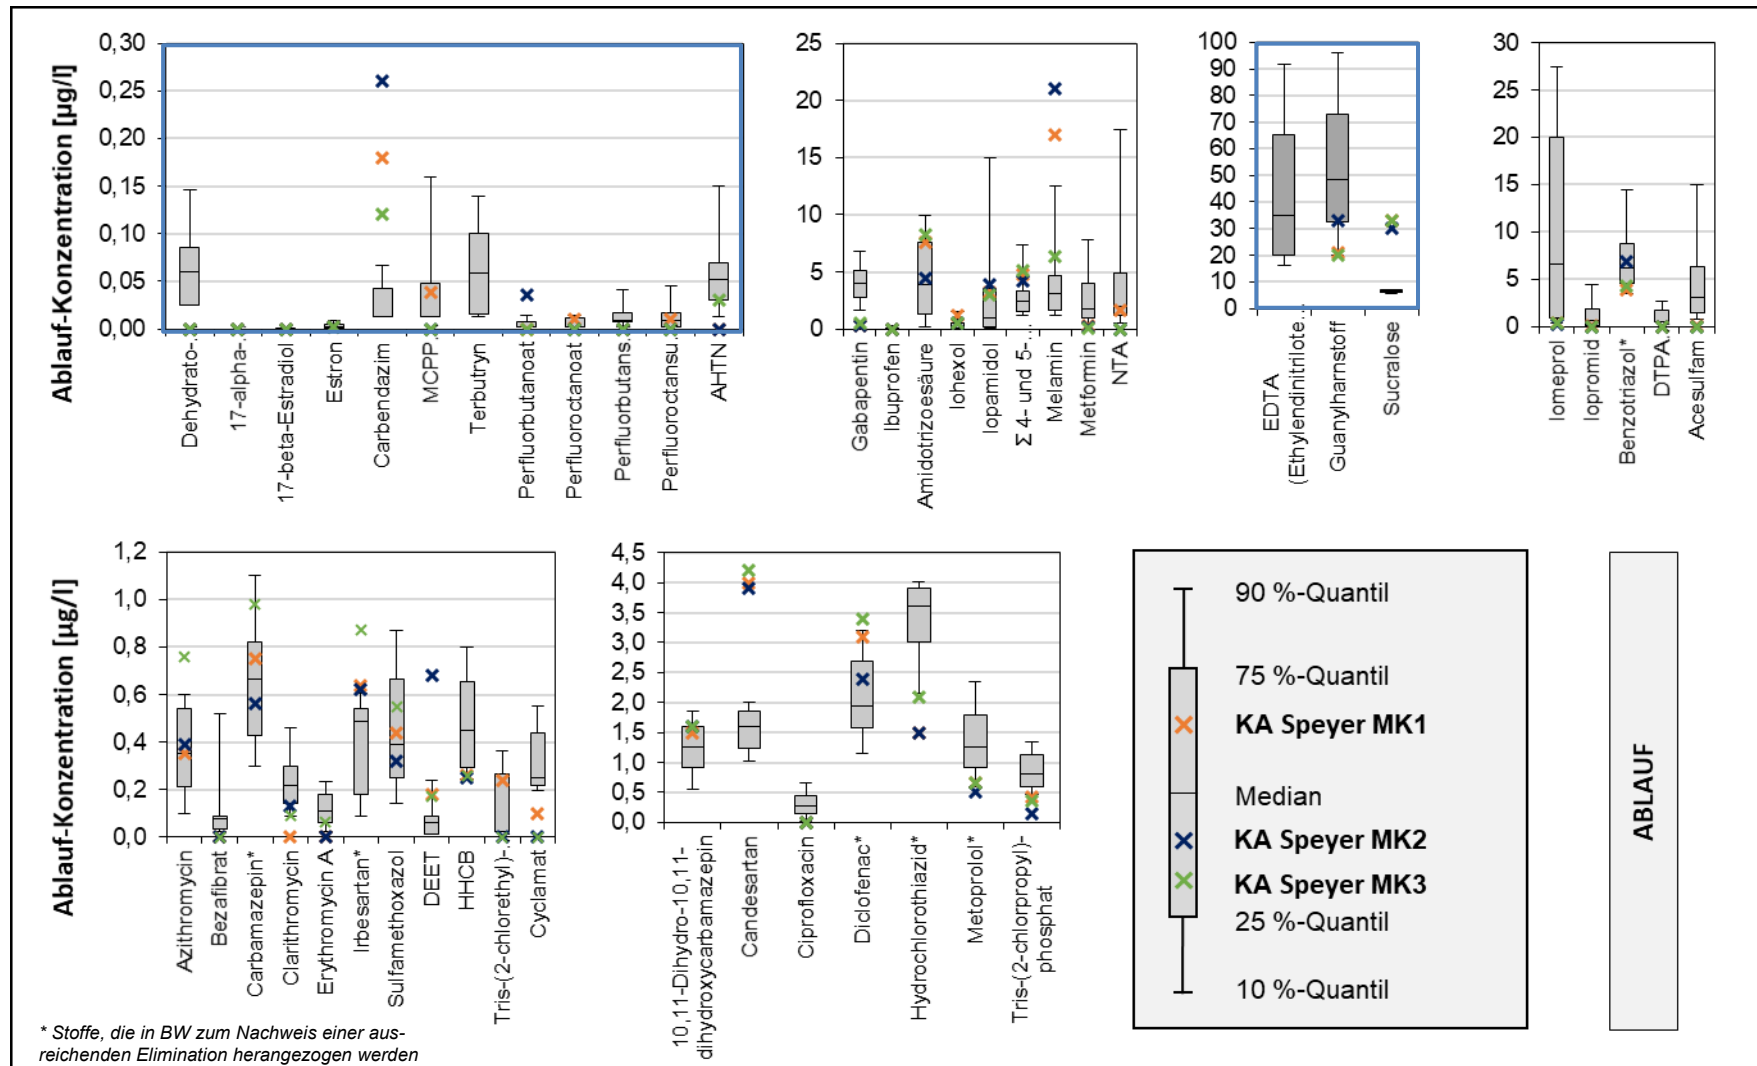 Ablauf-Konzentration [µg/l]
0,30
0,25
0,20
0,15
0,10
0,05
0,00
Dehydrato-..
17-alpha-..
17-beta-Estradiol
Estron
Carbendazim
MCPP.
Terbutryn
Perfluorbutanoat
Perfluoroctanoat
Perfluorbutans..
Perfluoroctansu..
AHTN
25
20
15
10
5
0
Gabapentin
Ibuprofen
Amidotrizoesäure
Iohexol
Iopamidol
Σ 4- und 5-..
Melamin
Metformin
NTA
100
90
80
70
60
50
40
30
20
10
0
EDTA
(Ethylendinitrilote…
Guanylharnstoff
Sucralose
30
25
20
15
10
5
0
Iomeprol
Iopromid
Benzotriazol*
DTPA.
Acesulfam
Ablauf-Konzentration [µg/l]
1,2
1,0
0,8
0,6
0,4
0,2
0,0
Azithromycin
Bezafibrat
Carbamazepin*
Clarithromycin
Erythromycin A
Irbesartan*
Sulfamethoxazol
DEET
HHCB
Tris-(2-chlorethyl)-
Cyclamat
4,5
4,0
3,5
3,0
2,5
2,0
1,5
1,0
0,5
0,0
10,11-Dihydro-10,11-
dihydroxycarbamazepin
Candesartan
Ciprofloxacin
Diclofenac*
Hydrochlorothiazid*
Metoprolol*
Tris-(2-chlorpropyl)-
phosphat
90 %-Quantil
75 %-Quantil
KA Speyer MK1
Median
KA Speyer MK2
KA Speyer MK3
25 %-Quantil
10 %-Quantil
ABLAUF
* Stoffe, die in BW zum Nachweis einer aus-
reichenden Elimination herangezogen werden